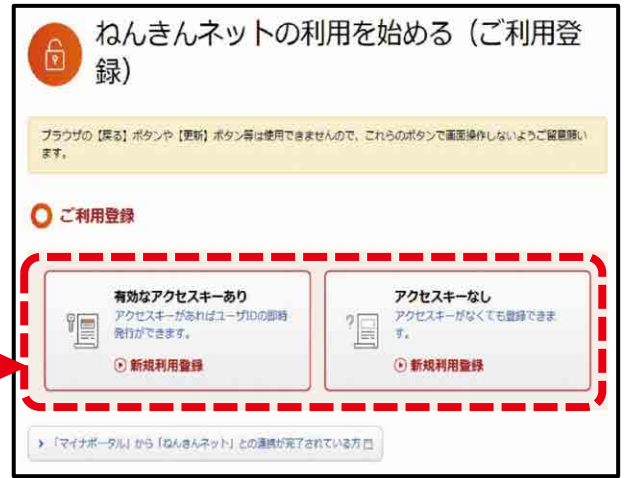 ねんきんネットの利用を始める（ご利用登
録）
ブラウザの【戻る】ボタンや【更新】ボタン等は使用できませんので、これらのボタンで画面操作しないようご留意願い
ます。
ご利用登録
有効なアクセスキーあり
アクセスキーがあればユーザIDの即時
発行ができます。
新規利用登録
アクセスキーなし
アクセスキーがなくても登録できま
す。
新規利用登録
「マイナポータル」から「ねんきんネット」との連携が完了されている方